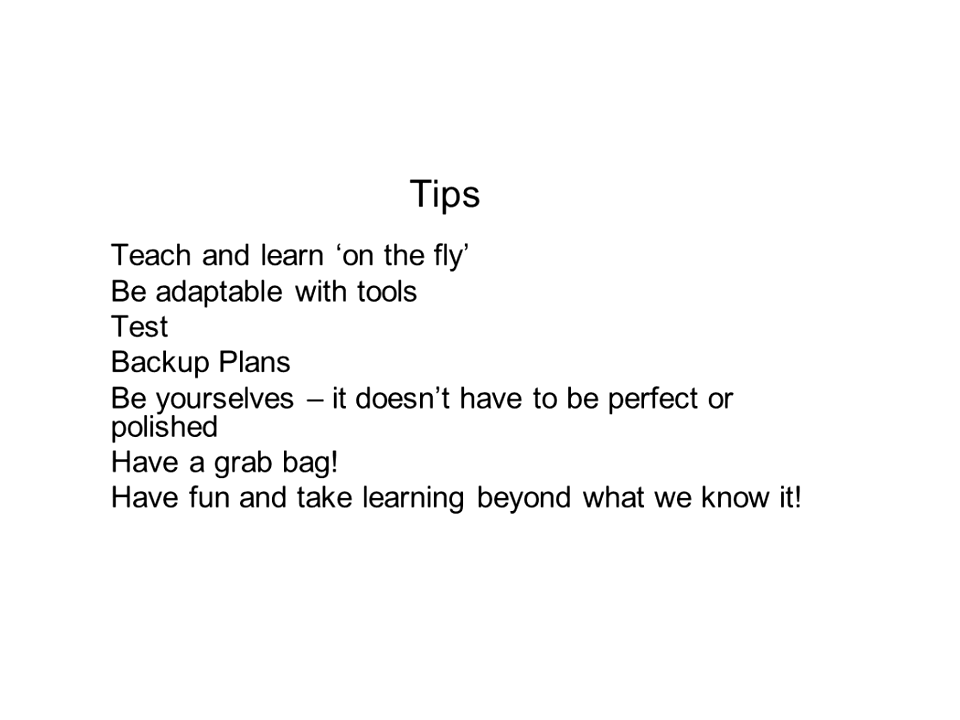 Tips
Teach and learn ‘on the fly’
Be adaptable with tools
Test
Backup Plans
Be yourselves – it doesn’t have to be perfect or
polished
Have a grab bag!
Have fun and take learning beyond what we know it!